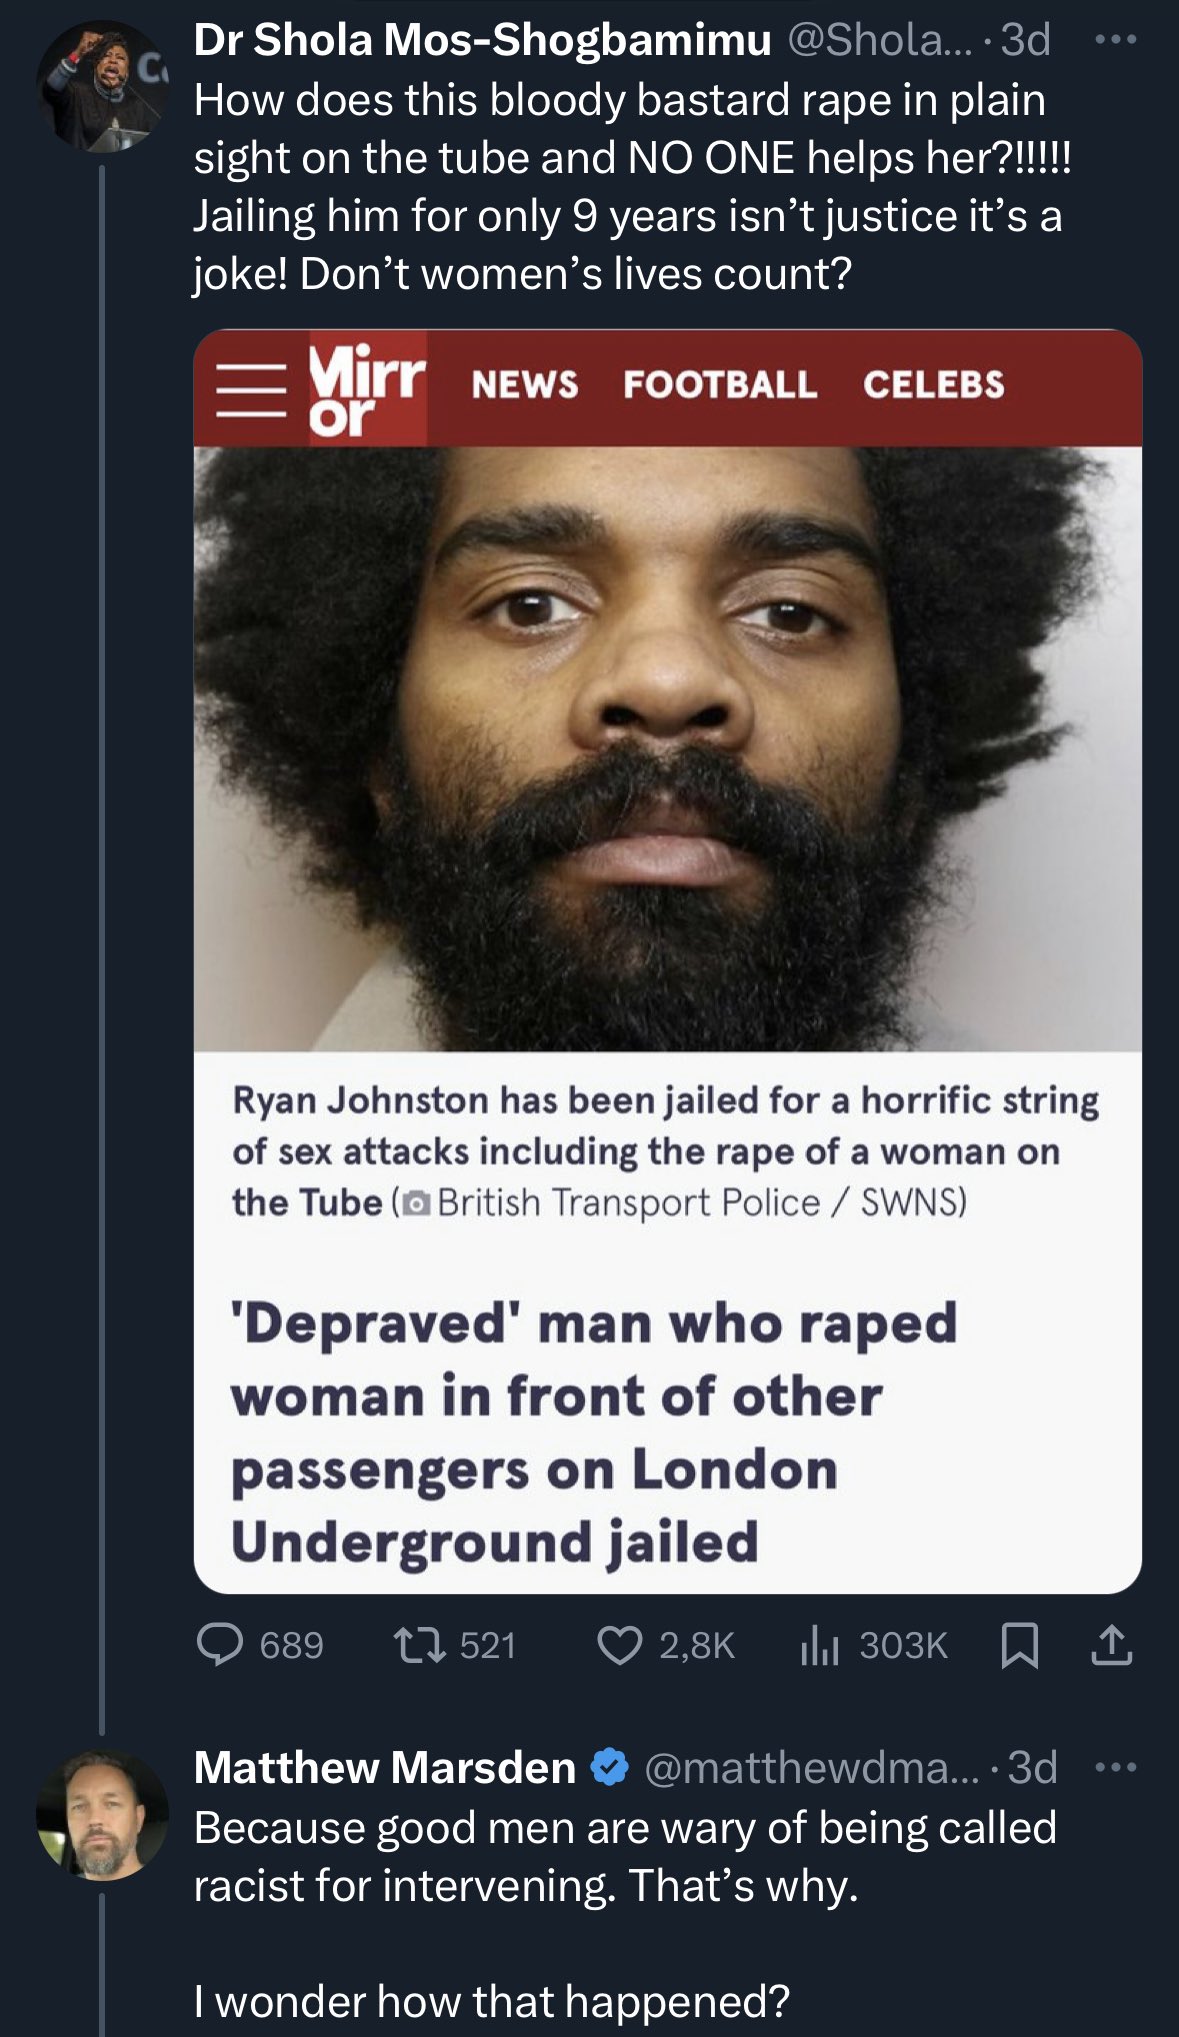 Dr Shola Mos-Shogbamimu @Shola... · 3d
How does this bloody bastard rape in plain
sight on the tube and NO ONE helps her?!!!!!
Jailing him for only 9 years isn’t justice it’s a
joke! Don’t women’s lives count?
Mirr
or
NEWS FOOTBALL CELEBS
Ryan Johnston has been jailed for a horrific string
of sex attacks including the rape of a woman on
the Tube (British Transport Police / SWNS)
'Depraved' man who raped
woman in front of other
passengers on London
Underground jailed
689 521 2,8K 303K
Matthew Marsden @matthewdma... · 3d
Because good men are wary of being called
racist for intervening. That’s why.
I wonder how that happened?